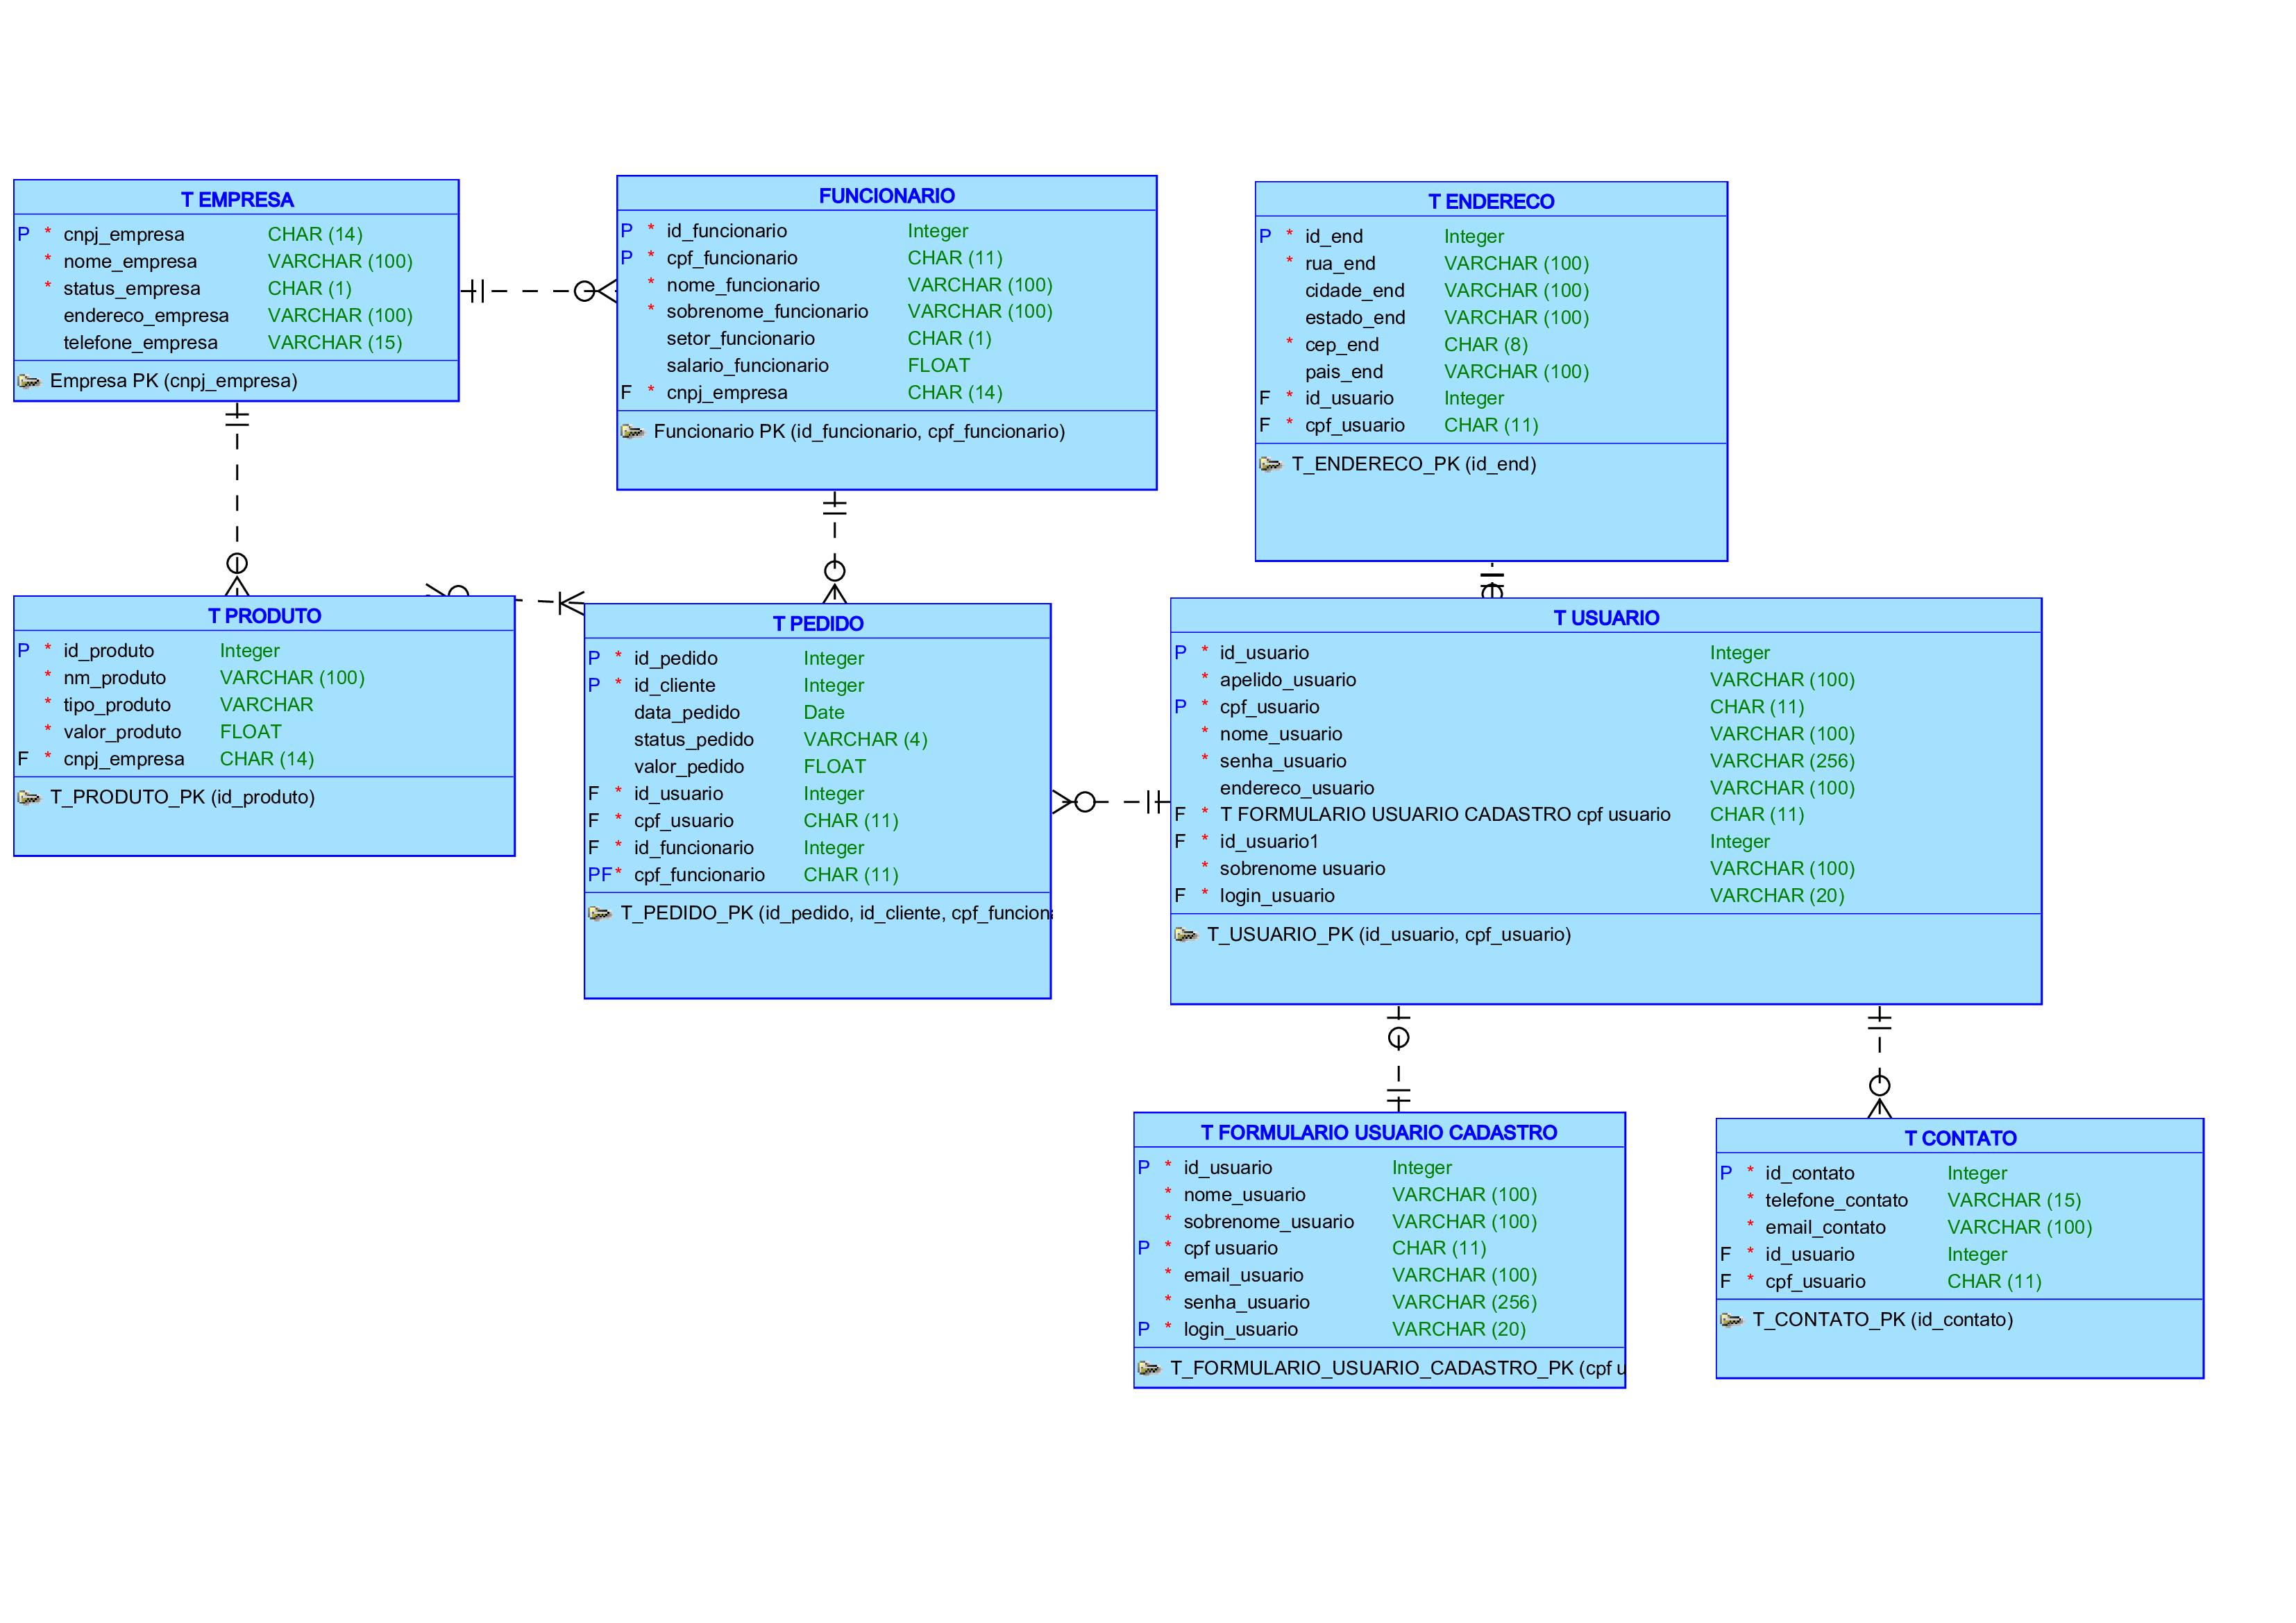 T EMPRESA
P * cnpj_empresa CHAR (14)
* nome_empresa VARCHAR (100)
* status_empresa CHAR (1)
endereco_empresa VARCHAR (100)
telefone_empresa VARCHAR (15)
Empresa PK (cnpj_empresa)
FUNCIONARIO
P * id_funcionario Integer
P * cpf_funcionario CHAR (11)
* nome_funcionario VARCHAR (100)
* sobrenome_funcionario VARCHAR (100)
setor_funcionario CHAR (1)
salario_funcionario FLOAT
F * cnpj_empresa CHAR (14)
Funcionario PK (id_funcionario, cpf_funcionario)
T ENDERECO
P * id_end Integer
* rua_end VARCHAR (100)
cidade_end VARCHAR (100)
estado_end VARCHAR (100)
* cep_end CHAR (8)
pais_end VARCHAR (100)
F * id_usuario Integer
F * cpf_usuario CHAR (11)
T_ENDERECO_PK (id_end)
T PRODUTO
P * id_produto Integer
* nm_produto VARCHAR (100)
* tipo_produto VARCHAR
* valor_produto FLOAT
F * cnpj_empresa CHAR (14)
T_PRODUTO_PK (id_produto)
T PEDIDO
P * id_pedido Integer
P * id_cliente Integer
data_pedido Date
status_pedido VARCHAR (4)
valor_pedido FLOAT
F * id_usuario Integer
F * cpf_usuario CHAR (11)
F * id_funcionario Integer
PF* cpf_funcionario CHAR (11)
T_PEDIDO_PK (id_pedido, id_cliente, cpf_funcion
T USUARIO
P * id_usuario Integer
* apelido_usuario VARCHAR (100)
P * cpf_usuario CHAR (11)
* nome_usuario VARCHAR (100)
* senha_usuario VARCHAR (256)
endereco_usuario VARCHAR (100)
F * T FORMULARIO USUARIO CADASTRO cpf usuario CHAR (11)
F * id_usuario1 Integer
* sobrenome usuario VARCHAR (100)
F * login_usuario VARCHAR (20)
T_USUARIO_PK (id_usuario, cpf_usuario)
T FORMULARIO USUARIO CADASTRO
P * id_usuario Integer
* nome_usuario VARCHAR (100)
* sobrenome_usuario VARCHAR (100)
P * cpf usuario CHAR (11)
* email_usuario VARCHAR (100)
* senha_usuario VARCHAR (256)
P * login_usuario VARCHAR (20)
T_FORMULARIO_USUARIO_CADASTRO_PK (cpf u
T CONTATO
P * id_contato Integer
* telefone_contato VARCHAR (15)
* email_contato VARCHAR (100)
F * id_usuario Integer
F * cpf_usuario CHAR (11)
T_CONTATO_PK (id_contato)